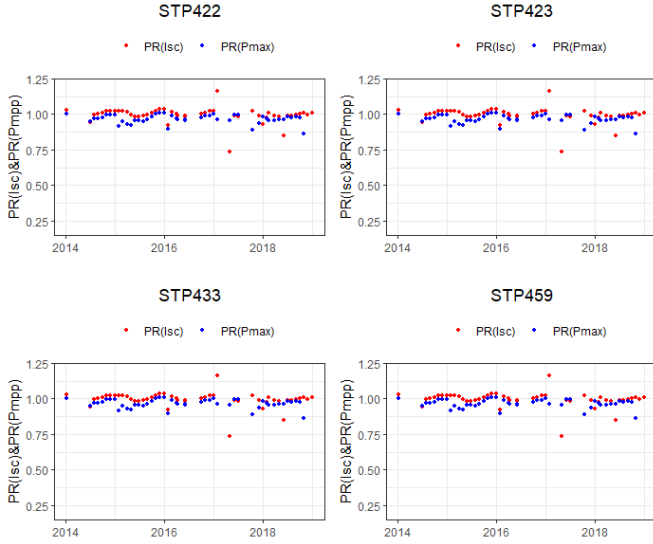 STP422
PR(Isc) PR(Pmax)
PR(Isc)&PR(Pmpp)
1.25
1.00
0.75
0.50
0.25
2014 2016 2018
STP423
PR(Isc) PR(Pmax)
PR(Isc)&PR(Pmpp)
1.25
1.00
0.75
0.50
0.25
2014 2016 2018
STP433
PR(Isc) PR(Pmax)
PR(Isc)&PR(Pmpp)
1.25
1.00
0.75
0.50
0.25
2014 2016 2018
STP459
PR(Isc) PR(Pmax)
PR(Isc)&PR(Pmpp)
1.25
1.00
0.75
0.50
0.25
2014 2016 2018